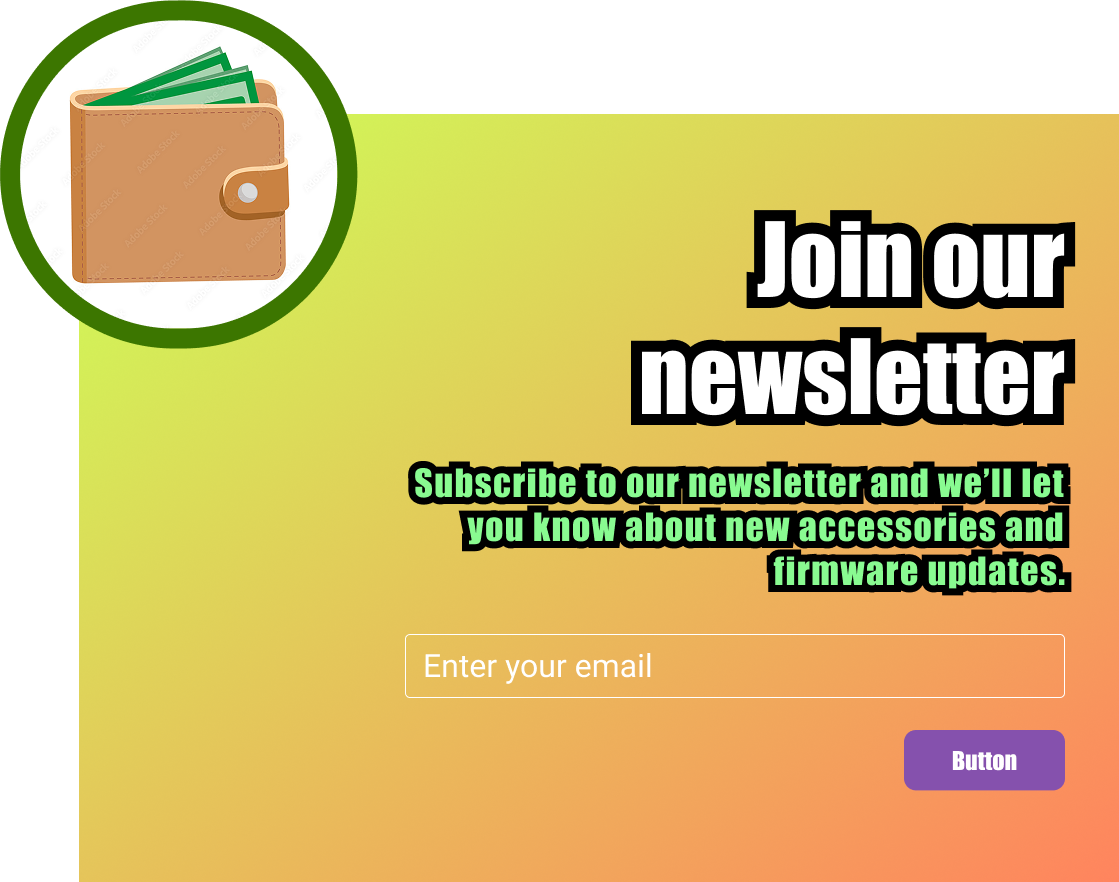 Join our
newsletter
Subscribe to our newsletter and we’ll let
you know about new accessories and
firmware updates.
Enter your email
Button